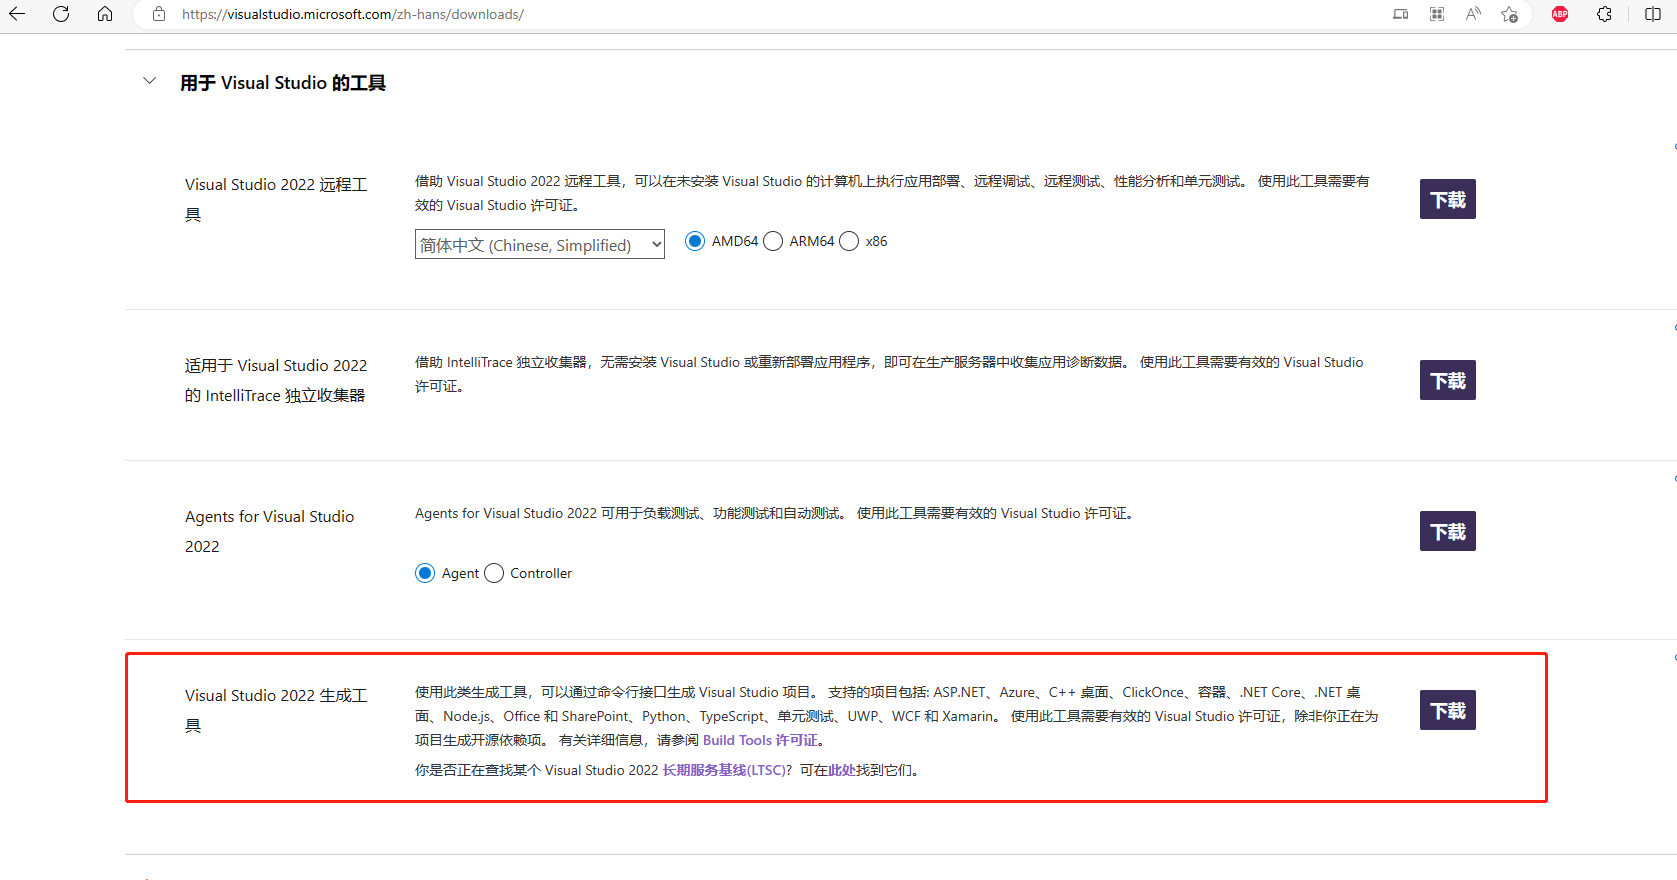 https://visualstudio.microsoft.com/zh-hans/downloads/
ABP
用于 Visual Studio 的工具
Visual Studio 2022 远程工
具
借助 Visual Studio 2022 远程工具，可以在未安装 Visual Studio 的计算机上执行应用部署、远程调试、远程测试、性能分析和单元测试。 使用此工具需要有
效的 Visual Studio 许可证。
简体中文 (Chinese, Simplified)
AMD64 ARM64 x86
下载
适用于 Visual Studio 2022
的 IntelliTrace 独立收集器
借助 IntelliTrace 独立收集器，无需安装 Visual Studio 或重新部署应用程序，即可在生产服务器中收集应用诊断数据。 使用此工具需要有效的 Visual Studio
许可证。
下载
Agents for Visual Studio
2022
Agents for Visual Studio 2022 可用于负载测试、功能测试和自动测试。 使用此工具需要有效的 Visual Studio 许可证。
Agent Controller
下载
Visual Studio 2022 生成工
具
使用此类生成工具，可以通过命令行接口生成 Visual Studio 项目。 支持的项目包括: ASP.NET、Azure、C++ 桌面、ClickOnce、容器、.NET Core、.NET 桌
面、Node.js、Office 和 SharePoint、Python、TypeScript、单元测试、UWP、WCF 和 Xamarin。 使用此工具需要有效的 Visual Studio 许可证，除非你正在为
项目生成开源依赖项。 有关详细信息，请参阅 Build Tools 许可证。
你是否正在查找某个 Visual Studio 2022 长期服务基线(LTSC)? 可在此处找到它们。
下载